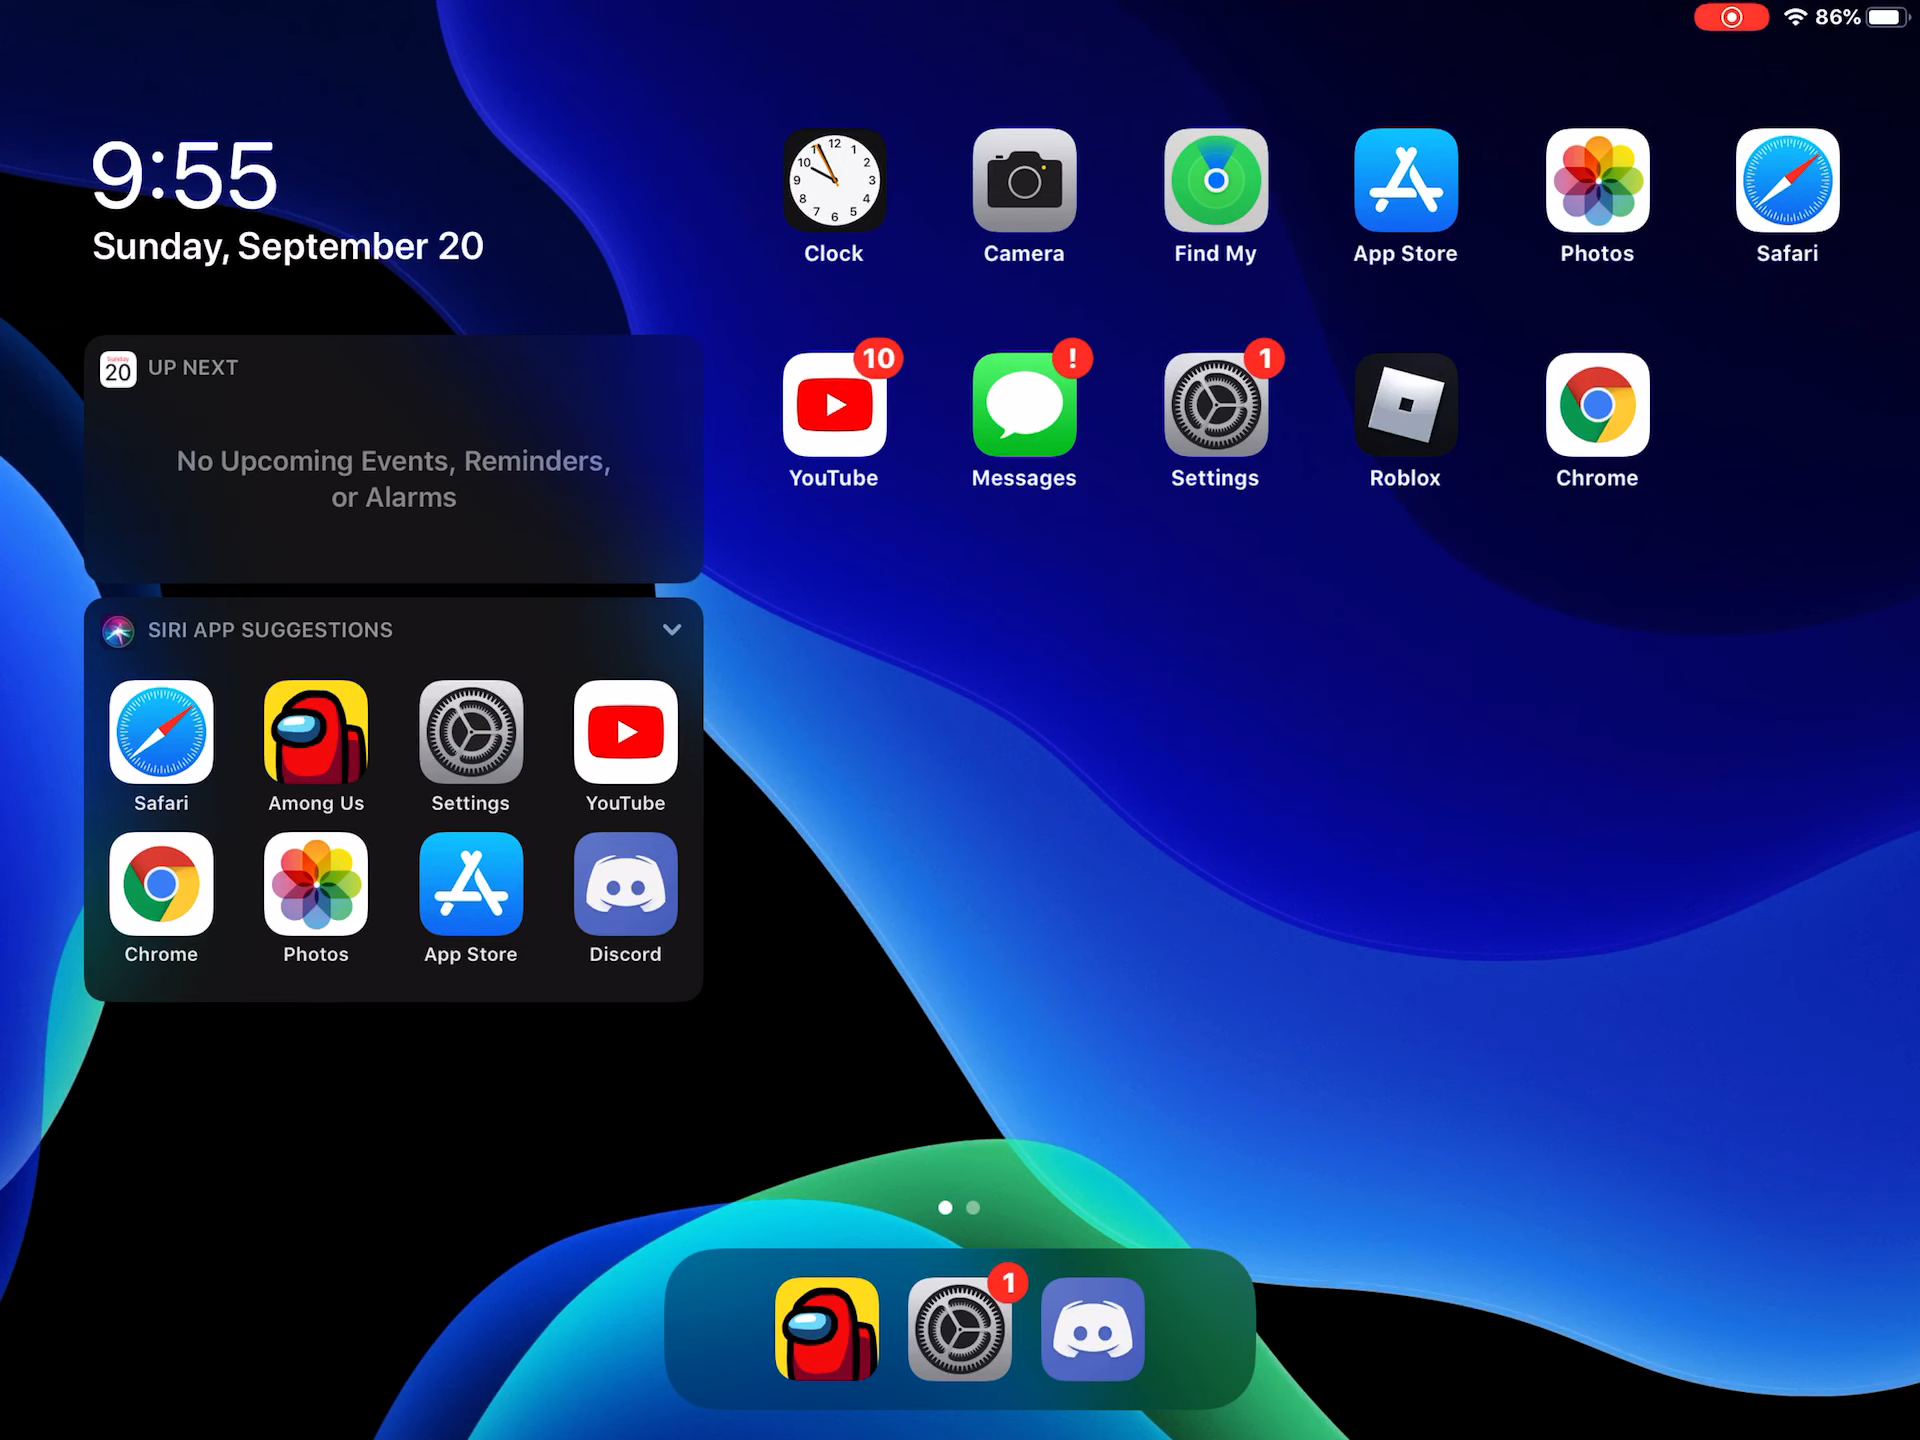 86%
9:55
Sunday, September 20
Clock
Camera
Find My
App Store
Photos
Safari
Sunday
20
UP NEXT
No Upcoming Events, Reminders,
or Alarms
10
!
1
YouTube
Messages
Settings
Roblox
Chrome
SIRI APP SUGGESTIONS
Safari
Among Us
Settings
YouTube
Chrome
Photos
App Store
Discord
1